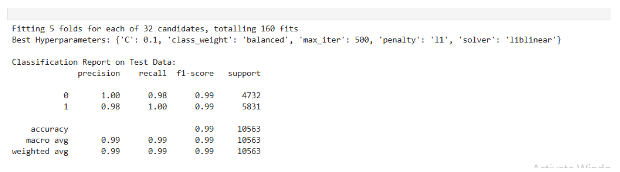 Fitting 5 folds for each of 32 candidates, totalling 160 fits
Best Hyperparameters: {'C': 0.1, 'class_weight': 'balanced', 'max_iter': 500, 'penalty': 'l1', 'solver': 'liblinear'}
Classification Report on Test Data:
precision recall f1-score support
0 1.00 0.98 0.99 4732
1 0.98 1.00 0.99 5831
accuracy 0.99 10563
macro avg 0.99 0.99 0.99 10563
weighted avg 0.99 0.99 0.99 10563